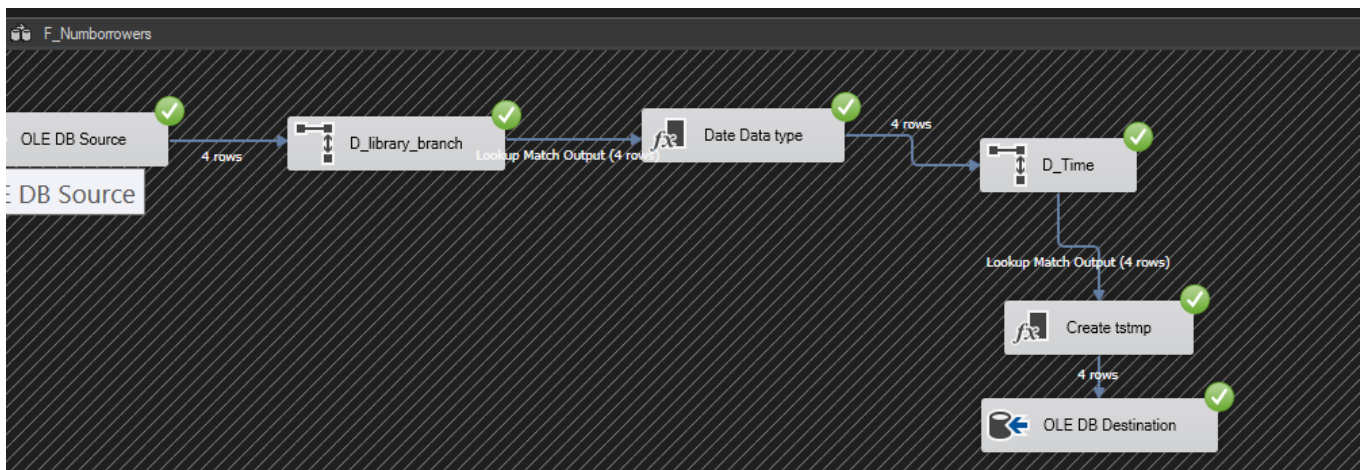 F_Numborrowers
OLE DB Source
4 rows
D_library_branch
Lookup Match Output (4 rows)
Date Data type
4 rows
D_Time
E DB Source
Lookup Match Output (4 rows)
Create tstmp
4 rows
OLE DB Destination